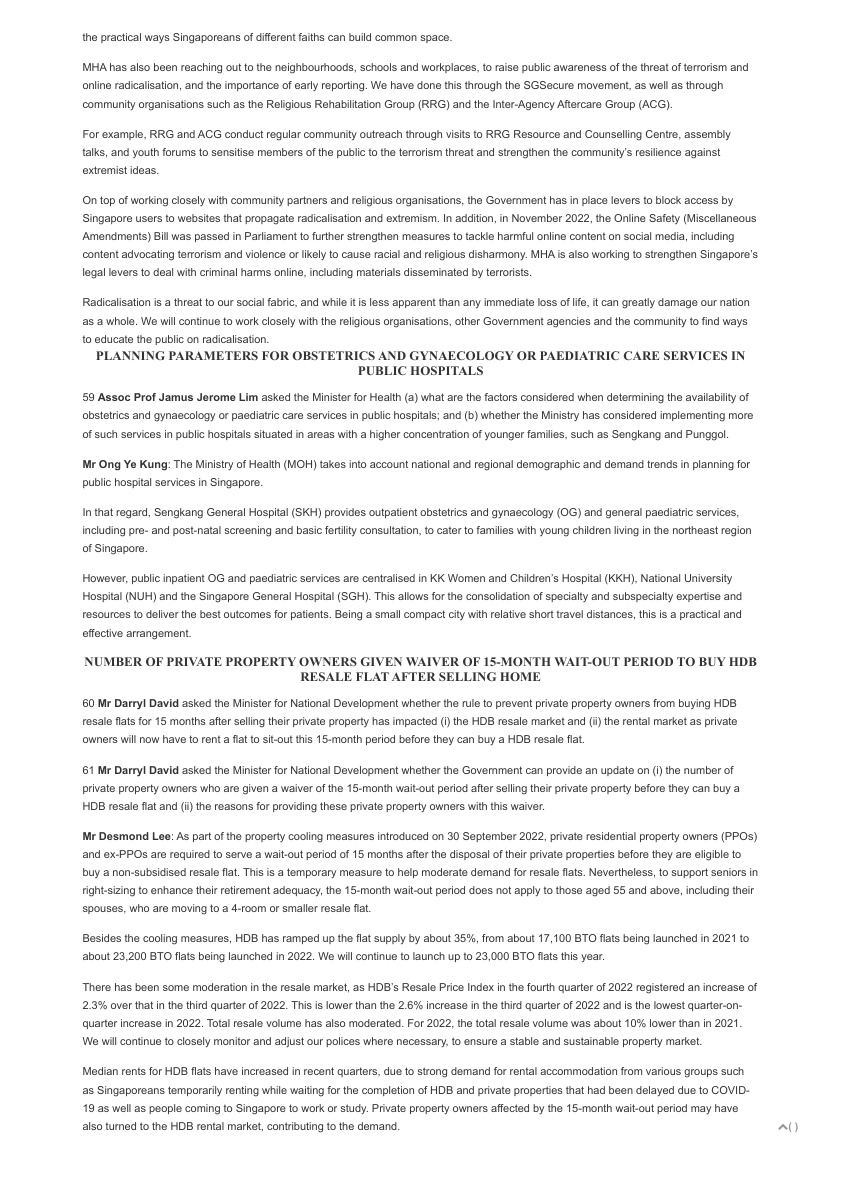 the practical ways Singaporeans of different faiths can build common space.
MHA has also been reaching out to the neighbourhoods, schools and workplaces, to raise public awareness of the threat of terrorism and
online radicalisation, and the importance of early reporting. We have done this through the SGSecure movement, as well as through
community organisations such as the Religious Rehabilitation Group (RRG) and the Inter-Agency Aftercare Group (ACG).
For example, RRG and ACG conduct regular community outreach through visits to RRG Resource and Counselling Centre, assembly
talks, and youth forums to sensitise members of the public to the terrorism threat and strengthen the community's resilience against
extremist ideas.
On top of working closely with community partners and religious organisations, the Government has in place levers to block access by
Singapore users to websites that propagate radicalisation and extremism. In addition, in November 2022, the Online Safety (Miscellaneous
Amendments) Bill was passed in Parliament to further strengthen measures to tackle harmful online content on social media, including
content advocating terrorism and violence or likely to cause racial and religious disharmony. MHA is also working to strengthen Singapore's
legal levers to deal with criminal harms online, including materials disseminated by terrorists.
Radicalisation is a threat to our social fabric, and while it is less apparent than any immediate loss of life, it can greatly damage our nation
as a whole. We will continue to work closely with the religious organisations, other Government agencies and the community to find ways
to educate the public on radicalisation.
PLANNING PARAMETERS FOR OBSTETRICS AND GYNAECOLOGY OR PAEDIATRIC CARE SERVICES IN
PUBLIC HOSPITALS
59 Assoc Prof Jamus Jerome Lim asked the Minister for Health (a) what are the factors considered when determining the availability of
obstetrics and gynaecology or paediatric care services in public hospitals; and (b) whether the Ministry has considered implementing more
of such services in public hospitals situated in areas with a higher concentration of younger families, such as Sengkang and Punggol.
Mr Ong Ye Kung: The Ministry of Health (MOH) takes into account national and regional demographic and demand trends in planning for
public hospital services in Singapore.
In that regard, Sengkang General Hospital (SKH) provides outpatient obstetrics and gynaecology (OG) and general paediatric services,
including pre- and post-natal screening and basic fertility consultation, to cater to families with young children living in the northeast region
of Singapore.
However, public inpatient OG and paediatric services are centralised in KK Women and Children's Hospital (KKH), National University
Hospital (NUH) and the Singapore General Hospital (SGH). This allows for the consolidation of specialty and subspecialty expertise and
resources to deliver the best outcomes for patients. Being a small compact city with relative short travel distances, this is a practical and
effective arrangement.
NUMBER OF PRIVATE PROPERTY OWNERS GIVEN WAIVER OF 15-MONTH WAIT-OUT PERIOD TO BUY HDB
RESALE FLAT AFTER SELLING HOME
60 Mr Darryl David asked the Minister for National Development whether the rule to prevent private property owners from buying HDB
resale flats for 15 months after selling their private property has impacted (i) the HDB resale market and (ii) the rental market as private
owners will now have to rent a flat to sit-out this 15-month period before they can buy a HDB resale flat.
61 Mr Darryl David asked the Minister for National Development whether the Government can provide an update on (i) the number of
private property owners who are given a waiver of the 15-month wait-out period after selling their private property before they can buy a
HDB resale flat and (ii) the reasons for providing these private property owners with this waiver.
Mr Desmond Lee: As part of the property cooling measures introduced on 30 September 2022, private residential property owners (PPOs)
and ex-PPOs are required to serve a wait-out period of 15 months after the disposal of their private properties before they are eligible to
buy a non-subsidised resale flat. This is a temporary measure to help moderate demand for resale flats. Nevertheless, to support seniors in
right-sizing to enhance their retirement adequacy, the 15-month wait-out period does not apply to those aged 55 and above, including their
spouses, who are moving to a 4-room or smaller resale flat.
Besides the cooling measures, HDB has ramped up the flat supply by about 35%, from about 17,100 BTO flats being launched in 2021 to
about 23,200 BTO flats being launched in 2022. We will continue to launch up to 23,000 BTO flats this year.
There has been some moderation in the resale market, as HDB's Resale Price Index in the fourth quarter of 2022 registered an increase of
2.3% over that in the third quarter of 2022. This is lower than the 2.6% increase in the third quarter of 2022 and is the lowest quarter-on-
quarter increase in 2022. Total resale volume has also moderated. For 2022, the total resale volume was about 10% lower than in 2021.
We will continue to closely monitor and adjust our polices where necessary, to ensure a stable and sustainable property market.
Median rents for HDB flats have increased in recent quarters, due to strong demand for rental accommodation from various groups such
as Singaporeans temporarily renting while waiting for the completion of HDB and private properties that had been delayed due to COVID-
19 as well as people coming to Singapore to work or study. Private property owners affected by the 15-month wait-out period may have
also turned to the HDB rental market, contributing to the demand.
( )